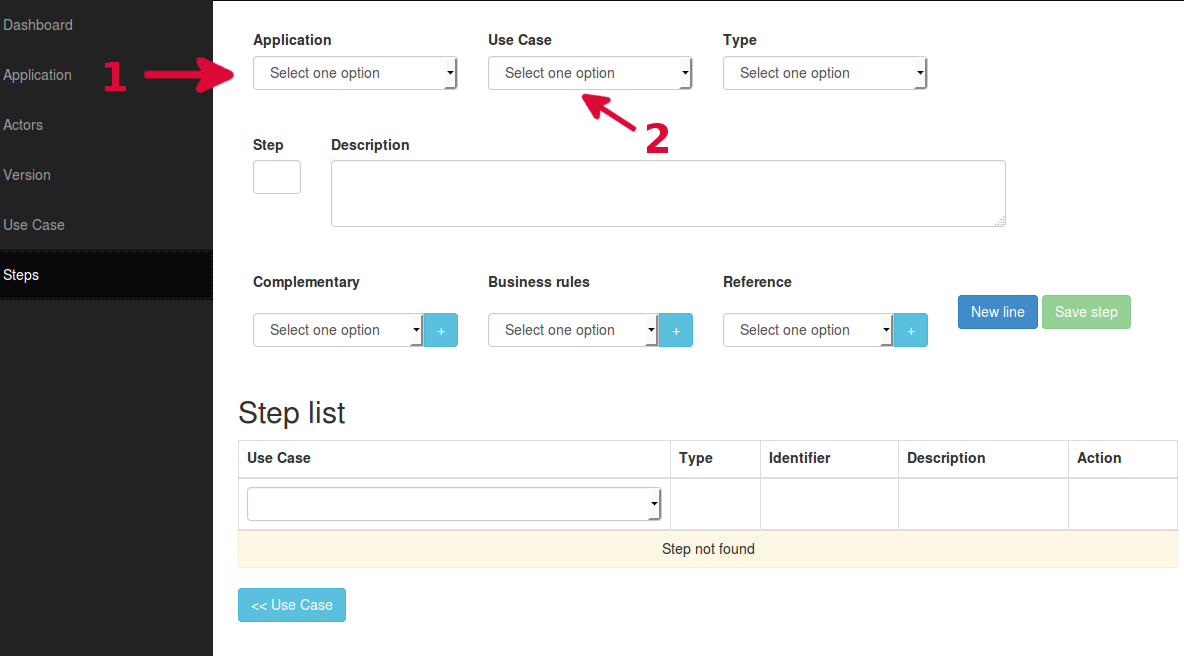 Dashboard
Application
Actors
Version
Use Case
Steps
1
Application Use Case Type
Select one option Select one option Select one option
2
Step Description
Complementary Business rules Reference
Select one option + Select one option + Select one option + New line Save step
Step list
Use Case Type Identifier Description Action
Step not found
<< Use Case